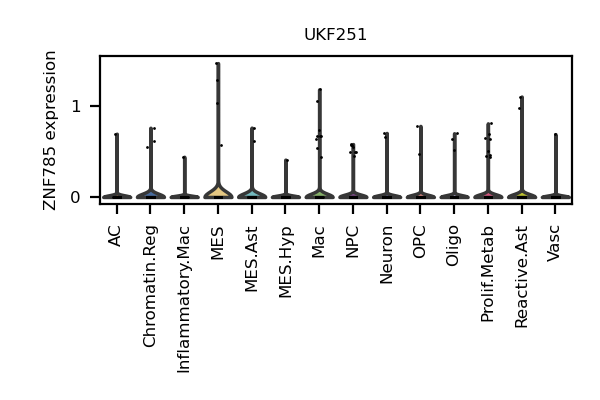 UKF251
ZNF785 expression
1
0
AC
Chromatin.Reg
Inflammatory.Mac
MES
MES.Ast
MES.Hyp
Mac
NPC
Neuron
OPC
Oligo
Prolif.Metab
Reactive.Ast
Vasc